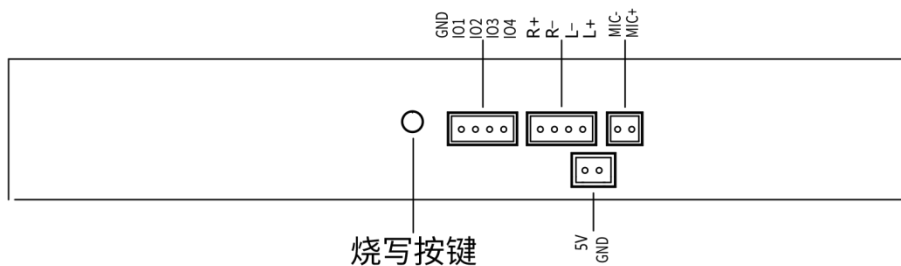 GND
IO1
IO2
IO3
IO4
R+
R-
L-
L+
MIC-
MIC+
烧写按键
5V
GND